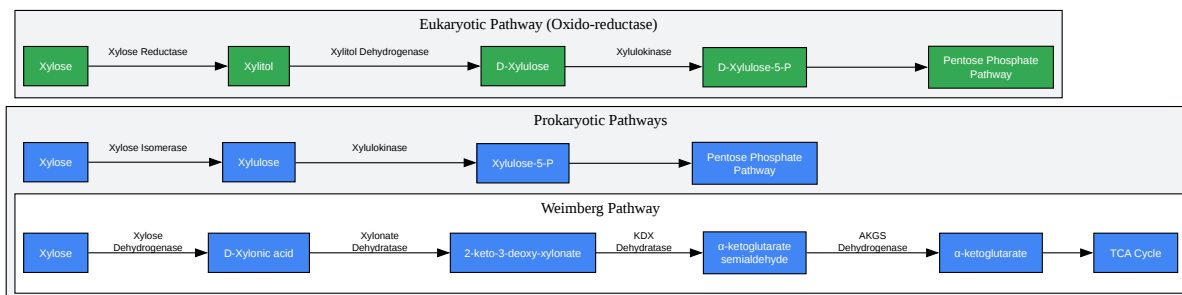 Eukaryotic Pathway (Oxido-reductase)
Xylose
Xylose Reductase
Xylitol
Xylitol Dehydrogenase
D-Xylulose
Xylulokinase
D-Xylulose-5-P
Pentose Phosphate
Pathway
Prokaryotic Pathways
Xylose
Xylose Isomerase
Xylulose
Xylulokinase
Xylulose-5-P
Pentose Phosphate
Pathway
Weimberg Pathway
Xylose
Xylose
Dehydrogenase
D-Xylonic acid
Xylonate
Dehydratase
2-keto-3-deoxy-xylonate
KDX
Dehydratase
α-ketoglutarate
semialdehyde
AKGS
Dehydrogenase
α-ketoglutarate
TCA Cycle